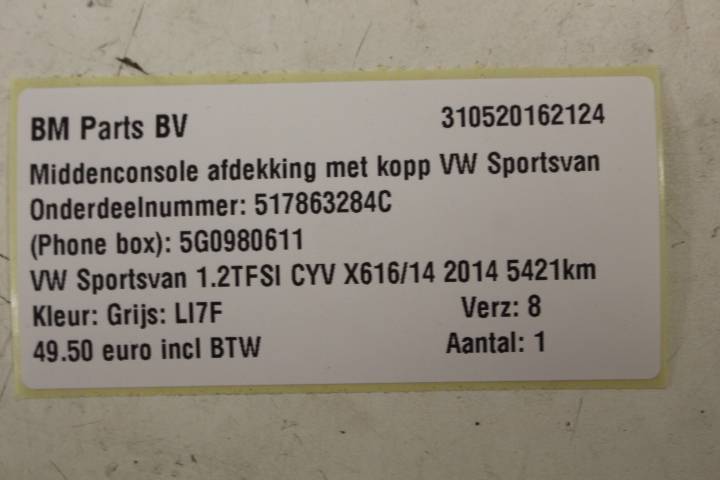 BM Parts BV 310520162124
Middenconsole afdekking met kopp VW Sportsvan
Onderdeelnummer: 517863284C
(Phone box): 5G0980611
VW Sportsvan 1.2TFSI CYV X616/14 2014 5421km
Kleur: Grijs: LI7F Verz: 8
49.50 euro incl BTW Aantal: 1